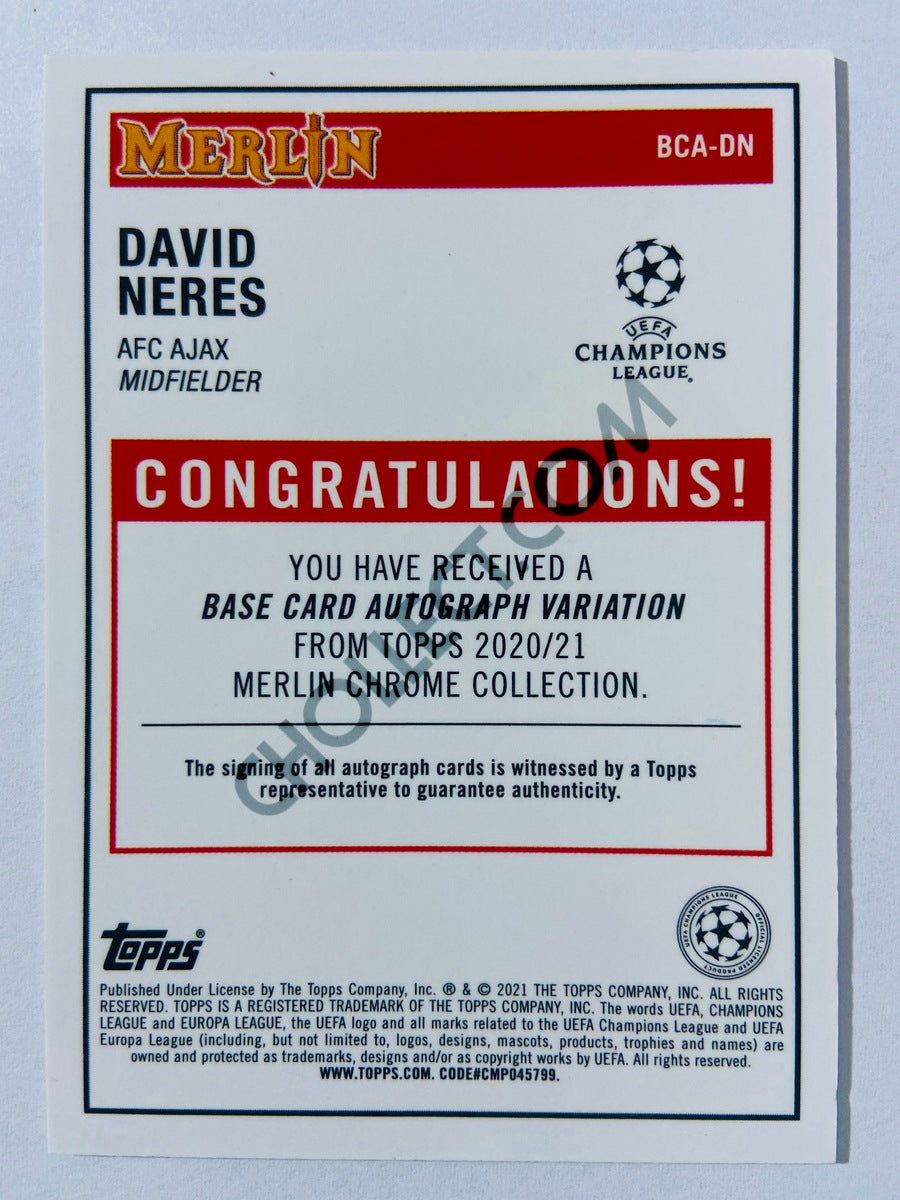 MERLIN
BCA-DN
DAVID
NERES
AFC AJAX
MIDFIELDER
UEFA
CHAMPIONS
LEAGUE®
CONGRATULATIONS!
YOU HAVE RECEIVED A
BASE CARD AUTOGRAPH VARIATION
FROM TOPPS 2020/21
MERLIN CHROME COLLECTION.
The signing of all autograph cards is witnessed by a Topps
representative to guarantee authenticity.
CHOLLECT.COM
topps®
UEFA CHAMPIONS LEAGUE
OFFICIAL LICENSED PRODUCT
Published Under License by The Topps Company, Inc. ® & © 2021 THE TOPPS COMPANY, INC. ALL RIGHTS
RESERVED. TOPPS IS A REGISTERED TRADEMARK OF THE TOPPS COMPANY, INC. The words UEFA, CHAMPIONS
LEAGUE and EUROPA LEAGUE, the UEFA logo and all marks related to the UEFA Champions League and UEFA
Europa League (including, but not limited to, logos, designs, mascots, products, trophies and names) are
owned and protected as trademarks, designs and/or as copyright works by UEFA. All rights reserved.
WWW.TOPPS.COM. CODE#CMP045799.